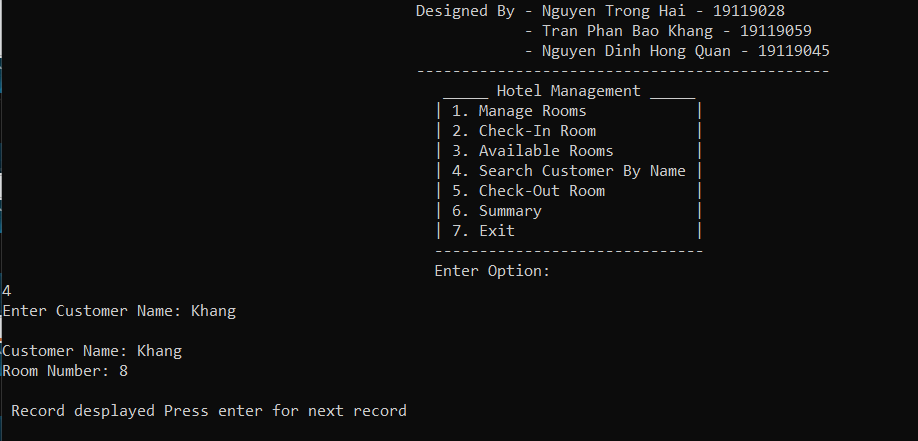 Designed By - Nguyen Trong Hai - 19119028
- Tran Phan Bao Khang - 19119059
- Nguyen Dinh Hong Quan - 19119045
----------------------------------------------
_____ Hotel Management _____
| 1. Manage Rooms |
| 2. Check-In Room |
| 3. Available Rooms |
| 4. Search Customer By Name |
| 5. Check-Out Room |
| 6. Summary |
| 7. Exit |
------------------------------
Enter Option:
4
Enter Customer Name: Khang
Customer Name: Khang
Room Number: 8
Record desplayed Press enter for next record